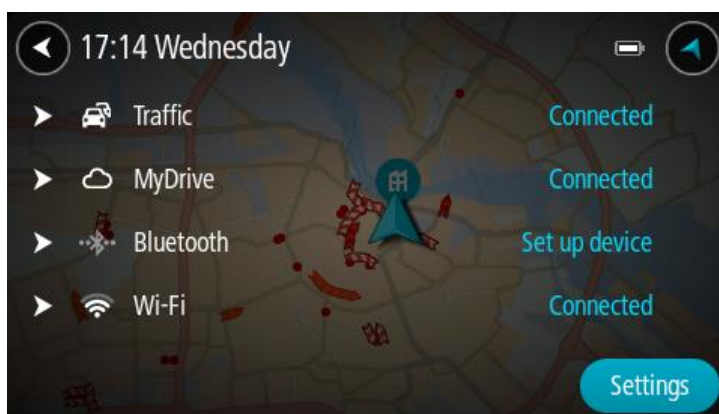 17:14 Wednesday
Traffic Connected
MyDrive Connected
Bluetooth Set up device
Wi-Fi Connected
Settings